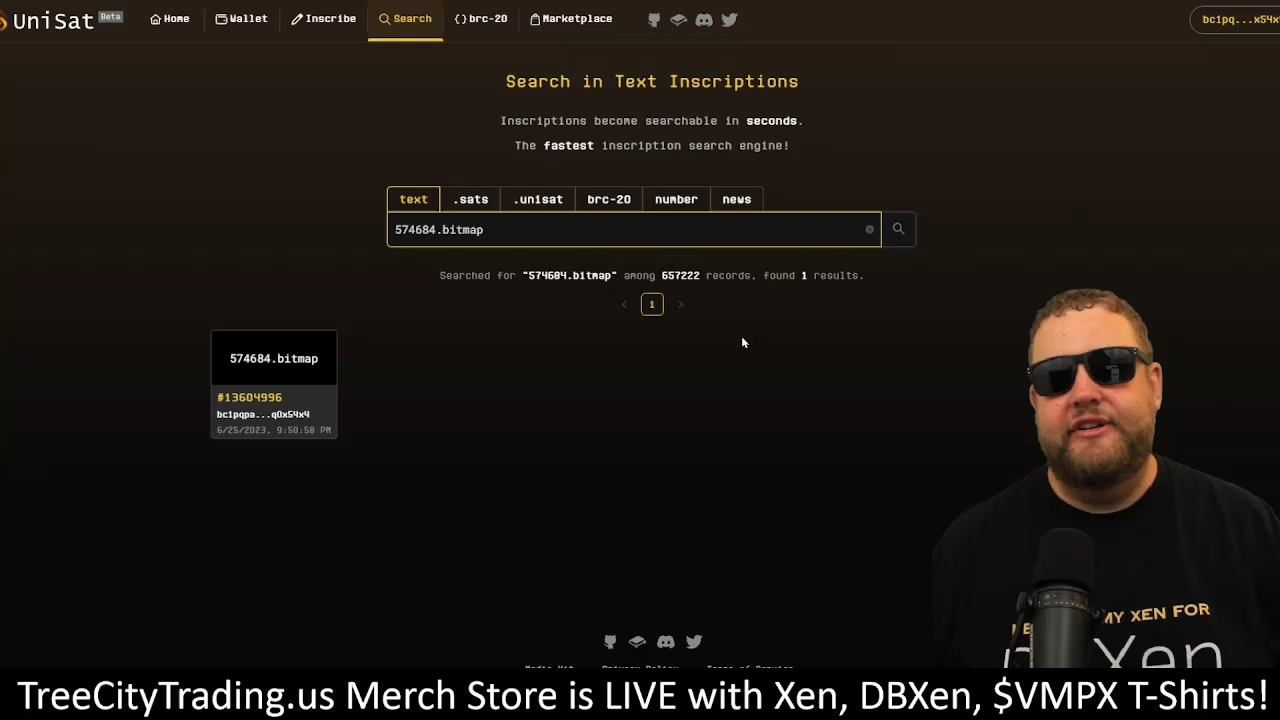 UniSat Beta
Home
Wallet
Inscribe
Search
brc-20
Marketplace
Search in Text Inscriptions
Inscriptions become searchable in seconds.
The fastest inscription search engine!
text
.sats
.unisat
brc-20
number
news
574684.bitmap
Searched for "574684.bitmap" among 657222 records, found 1 results.
1
574684.bitmap
#13604996
bc1pqpa...q0x54x4
6/25/2023, 9:50:58 PM
MY XEN FOR
Xen
TreeCityTrading.us Merch Store is LIVE with Xen, DBXen, $VMPX T-Shirts!